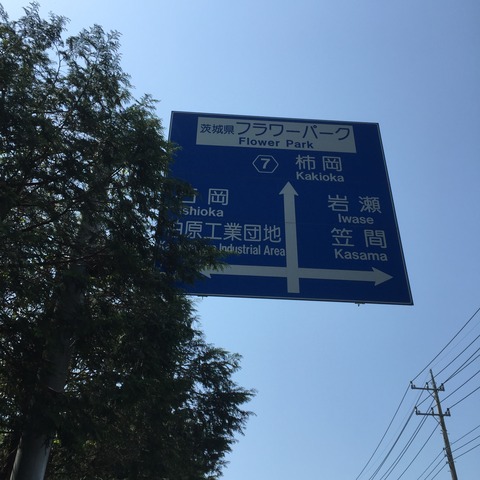 茨城県フラワーパーク
Flower Park
7 柿岡
Kakioka
岡
shioka
岩瀬
Iwase
原工業団地
Industrial Area
笠間
Kasama